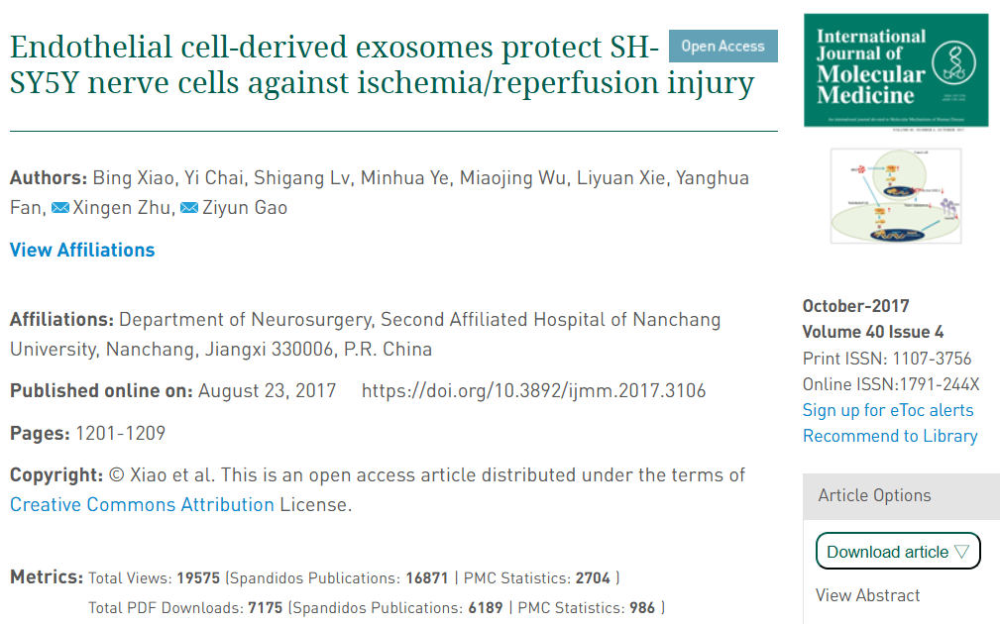 Endothelial cell-derived exosomes protect SH-
SY5Y nerve cells against ischemia/reperfusion injury
Open Access
Authors: Bing Xiao, Yi Chai, Shigang Lv, Minhua Ye, Miaojing Wu, Liyuan Xie, Yanghua
Fan, Xingen Zhu, Ziyun Gao
View Affiliations
Affiliations: Department of Neurosurgery, Second Affiliated Hospital of Nanchang
University, Nanchang, Jiangxi 330006, P.R. China
Published online on: August 23, 2017 https://doi.org/10.3892/ijmm.2017.3106
Pages: 1201-1209
Copyright: © Xiao et al. This is an open access article distributed under the terms of
Creative Commons Attribution License.
Metrics: Total Views: 19575 (Spandidos Publications: 16871 | PMC Statistics: 2704 )
Total PDF Downloads: 7175 (Spandidos Publications: 6189 | PMC Statistics: 986 )
International
Journal of
Molecular
Medicine
October-2017
Volume 40 Issue 4
Print ISSN: 1107-3756
Online ISSN:1791-244X
Sign up for eToc alerts
Recommend to Library
Article Options
Download article ▽
View Abstract